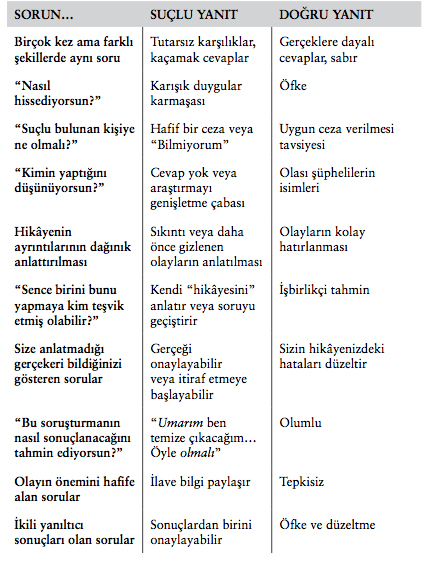 SORUN... SUÇLU YANIT DOĞRU YANIT
Birçok kez ama farklı
şekillerde aynı soru
Tutarsız karşılıklar,
kaçamak cevaplar
Gerçeklere dayalı
cevaplar, sabır
“Nasıl
hissediyorsun?”
Karışık duygular
karmaşası
Öfke
“Suçlu bulunan kişiye
ne olmalı?”
Hafif bir ceza veya
“Bilmiyorum”
Uygun ceza verilmesi
tavsiyesi
“Kimin yaptığını
düşünüyorsun?”
Cevap yok veya
araştırmayı
genişletme çabası
Olası şüphelilerin
isimleri
Hikâyenin
ayrıntılarının dağınık
anlattırılması
Sıkıntı veya daha
önce gizlenen
olayların anlatılması
Olayların kolay
hatırlanması
“Sence birini bunu
yapmaya kim teşvik
etmiş olabilir?”
Kendi “hikâyesini”
anlatır veya soruyu
geçiştirir
İşbirlikçi tahmin
Size anlatmadığı
gerçekeri bildiğinizi
gösteren sorular
Gerçeği
onaylayabilir
veya itiraf etmeye
başlayabilir
Sizin hikâyenizdeki
hataları düzeltir
“Bu soruşturmanın
nasıl sonuçlanacağını
tahmin ediyorsun?”
“Umarım ben
temize çıkacağım...
Öyle olmalı”
Olumlu
Olayın önemini hafife
alan sorular
İlave bilgi paylaşır
Tepkisiz
İkili yanıltıcı
sonuçları olan sorular
Sonuçlardan birini
onaylayabilir
Öfke ve düzeltme